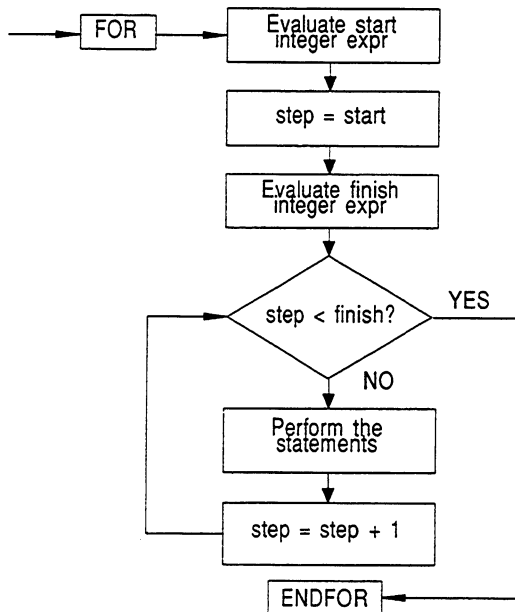 FOR
Evaluate start
integer expr
step = start
Evaluate finish
integer expr
step < finish?
YES
NO
Perform the
statements
step = step + 1
ENDFOR